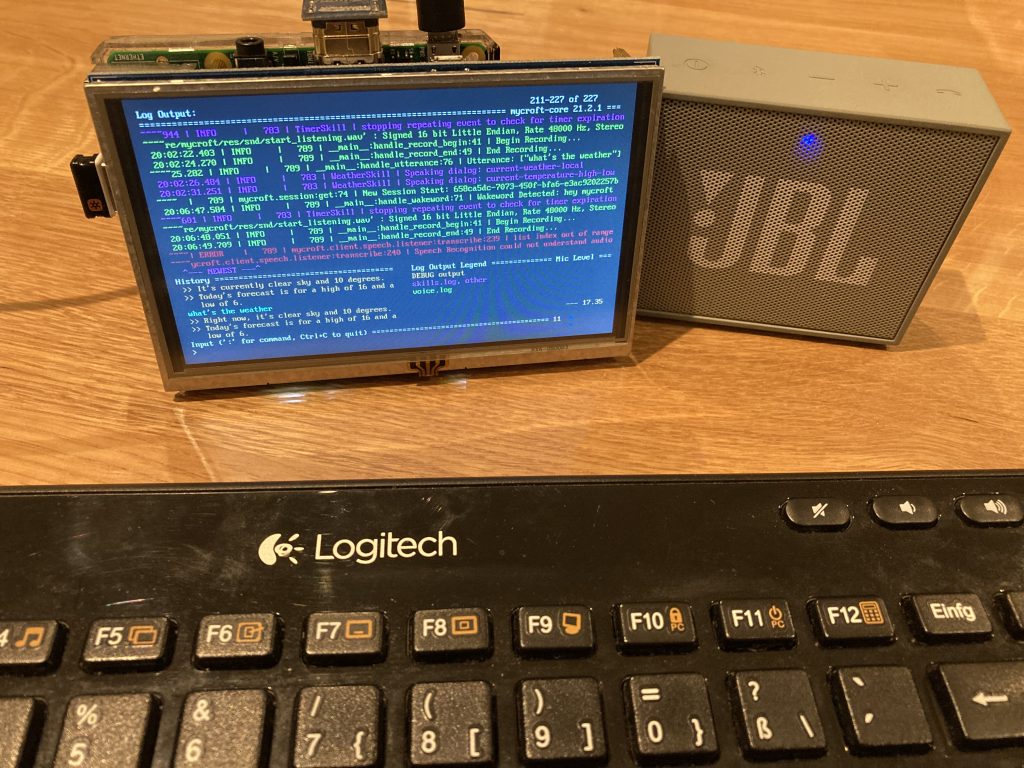 ETHERNET
Log Output: 211-227 of 227
mycroft-core 21.2.1 ===
~~~~944 | INFO | 783 | TimerSkill | stopping repeating event to check for timer expiration
~~~~re/mycroft/res/snd/start_listening.wav' : Signed 16 bit Little Endian, Rate 48000 Hz, Stereo
20:02:22.403 | INFO | 789 | __main__:handle_record_begin:41 | Begin Recording...
20:02:24.270 | INFO | 789 | __main__:handle_record_end:49 | End Recording...
~~~~25.282 | INFO | 789 | __main__:handle_utterance:76 | Utterance: ["what's the weather"]
20:02:26.484 | INFO | 783 | WeatherSkill | Speaking dialog: current-weather-local
20:02:31.251 | INFO | 783 | WeatherSkill | Speaking dialog: current-temperature-high-low
| 789 | mycroft.session:get:74 | New Session Start:
20:06:47.584 | INFO | 789 | __main__:handle_wakeword:71 | Wakeword Detected: hey mycroft
~~~~691 | INFO | 783 | TimerSkill | stopping repeating event to check for timer expiration
~~~~re/mycroft/res/snd/start_listening.wav' : Signed 16 bit Little Endian, Rate 48000 Hz, Stereo
20:06:48.051 | INFO | 789 | __main__:handle_record_begin:41 | Begin Recording...
20:06:49.709 | INFO | 789 | __main__:handle_record_end:49 | End Recording...
~~~~ | ERROR | 789 | mycroft.client.speech.listener:transcribe:239 | list index out of range
~~~~ycroft.client.speech.listener:transcribe:240 | Speech Recognition could not understand audio
^--- NEWEST ---^
History ==================================== Log Output Legend ============= Mic Level ===
>> It's currently clear sky and 10 degrees. DEBUG output
>> Today's forecast is for a high of 16 and a skills.log, other
low of 6. voice.log
what's the weather
>> Right now, it's clear sky and 10 degrees.
>> Today's forecast is for a high of 16 and a --- 17.35
low of 6.
Input (':' for command, Ctrl+C to quit) ======================================= 11
>
JBL
Logitech
4 F5 F6 F7 F8 F9 F10 PC F11 PC F12 Einfg
% & / ( ) = ? `
5 6 7 { 8 [ 9 ] 0 } ß \ ´